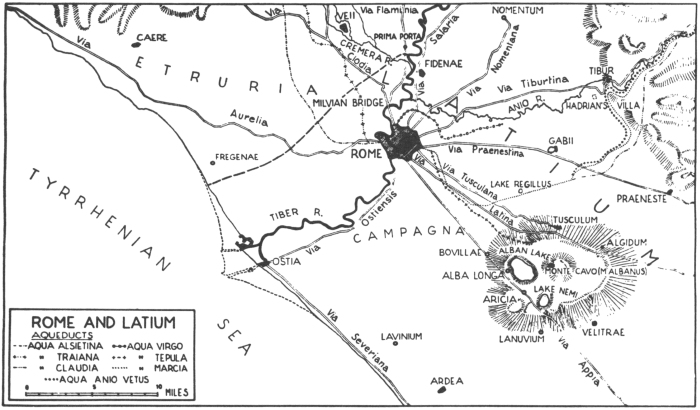 VEII
Via Flaminia
NOMENTUM
Via
CAERE
CREMERA R.
PRIMA PORTA
Salaria
Clodia
FIDENAE
Via
Nomentana
ETRURIA
Via
Via Tiburtina
TIBUR
MILVIAN BRIDGE
ANIO R.
HADRIAN'S VILLA
Aurelia
ROME
Via Praenestina
GABII
FREGENAE
Via
Via Tusculana
LAKE REGILLUS
PRAENESTE
LATIUM
TYRRHENIAN
SEA
TIBER R.
Ostiensis
Via
Latina
TUSCULUM
CAMPAGNA
ALGIDUM
OSTIA
BOVILLAE
ALBAN LAKE
ALBA LONGA
MONTE CAVO (M ALBANUS)
LAKE NEMI
ARICIA
VELITRAE
LANUVIUM
Via
Severiana
LAVINIUM
Via
Appia
ARDEA
ROME AND LATIUM
AQUEDUCTS
AQUA ALSIETINA AQUA VIRGO
" TRAIANA " TEPULA
" CLAUDIA " MARCIA
AQUA ANIO VETUS
0 5 10 MILES